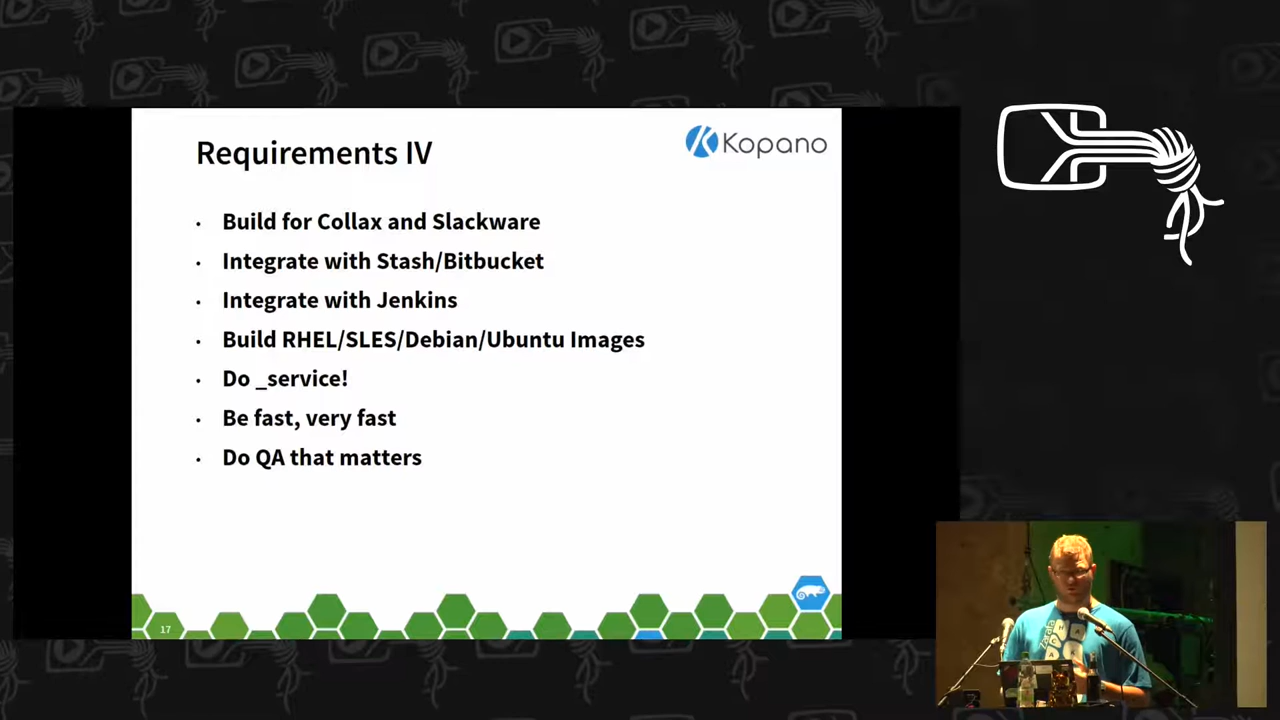 Requirements IV
Kopano
· Build for Collax and Slackware
· Integrate with Stash/Bitbucket
· Integrate with Jenkins
· Build RHEL/SLES/Debian/Ubuntu Images
· Do _service!
· Be fast, very fast
· Do QA that matters
17